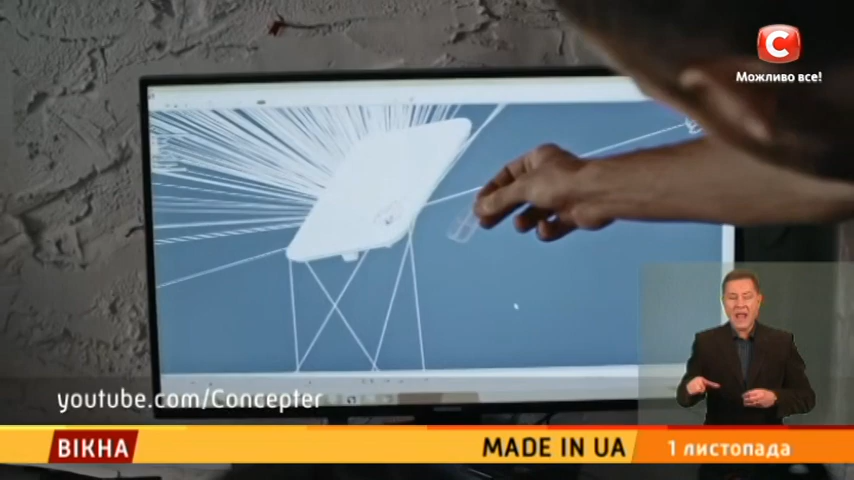 Можливо все!
youtube.com/Concepter
ВІКНА
MADE IN UA
1 листопада